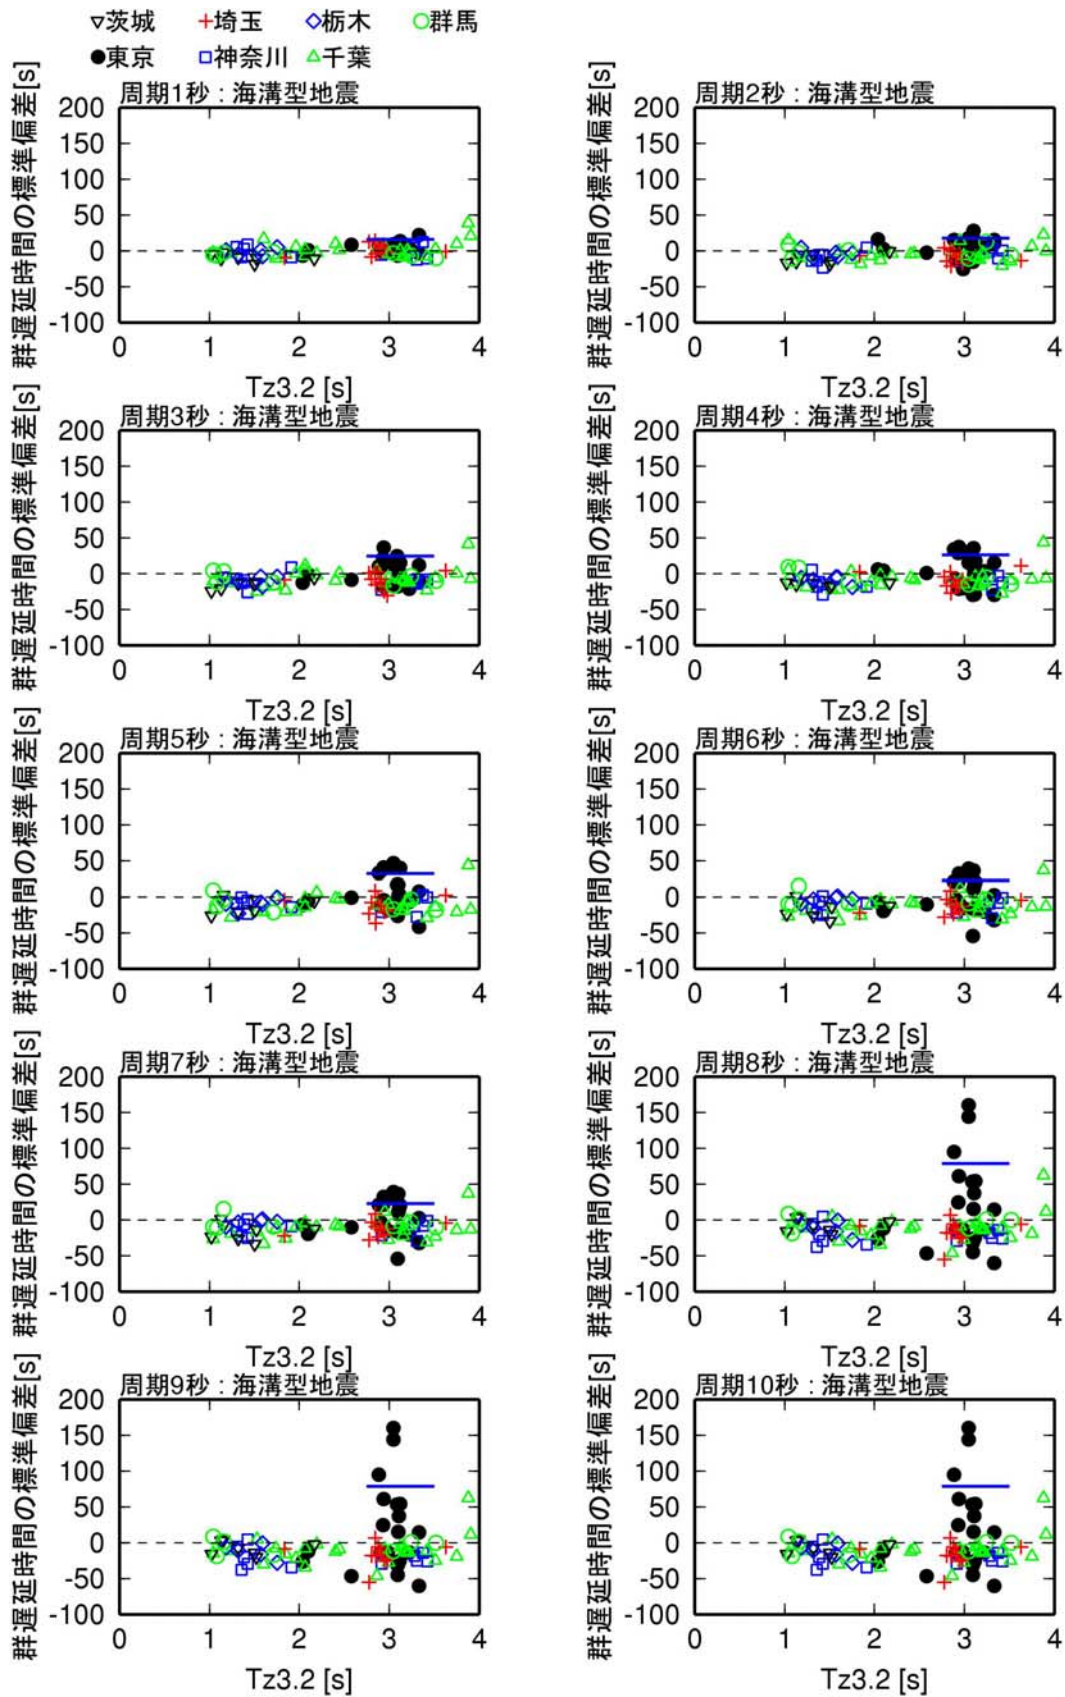 ▽茨城 +埼玉 ◇栃木 ○群馬
●東京 □神奈川 △千葉
周期1秒 : 海溝型地震
群遅延時間の標準偏差[s]
200
150
100
50
0
-50
-100
0 1 2 3 4
Tz3.2 [s]
周期2秒 : 海溝型地震
群遅延時間の標準偏差[s]
200
150
100
50
0
-50
-100
0 1 2 3 4
Tz3.2 [s]
周期3秒 : 海溝型地震
群遅延時間の標準偏差[s]
200
150
100
50
0
-50
-100
0 1 2 3 4
Tz3.2 [s]
周期4秒 : 海溝型地震
群遅延時間の標準偏差[s]
200
150
100
50
0
-50
-100
0 1 2 3 4
Tz3.2 [s]
周期5秒 : 海溝型地震
群遅延時間の標準偏差[s]
200
150
100
50
0
-50
-100
0 1 2 3 4
Tz3.2 [s]
周期6秒 : 海溝型地震
群遅延時間の標準偏差[s]
200
150
100
50
0
-50
-100
0 1 2 3 4
Tz3.2 [s]
周期7秒 : 海溝型地震
群遅延時間の標準偏差[s]
200
150
100
50
0
-50
-100
0 1 2 3 4
Tz3.2 [s]
周期8秒 : 海溝型地震
群遅延時間の標準偏差[s]
200
150
100
50
0
-50
-100
0 1 2 3 4
Tz3.2 [s]
周期9秒 : 海溝型地震
群遅延時間の標準偏差[s]
200
150
100
50
0
-50
-100
0 1 2 3 4
Tz3.2 [s]
周期10秒 : 海溝型地震
群遅延時間の標準偏差[s]
200
150
100
50
0
-50
-100
0 1 2 3 4
Tz3.2 [s]